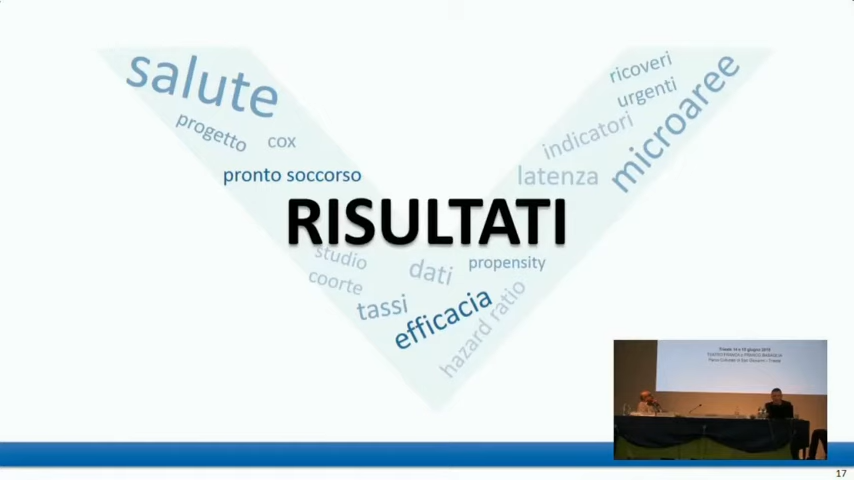 salute
progetto
cox
pronto soccorso
ricoveri
urgenti
indicatori
microaree
latenza
RISULTATI
studio
coorte
dati
propensity
tassi
efficacia
hazard ratio
17